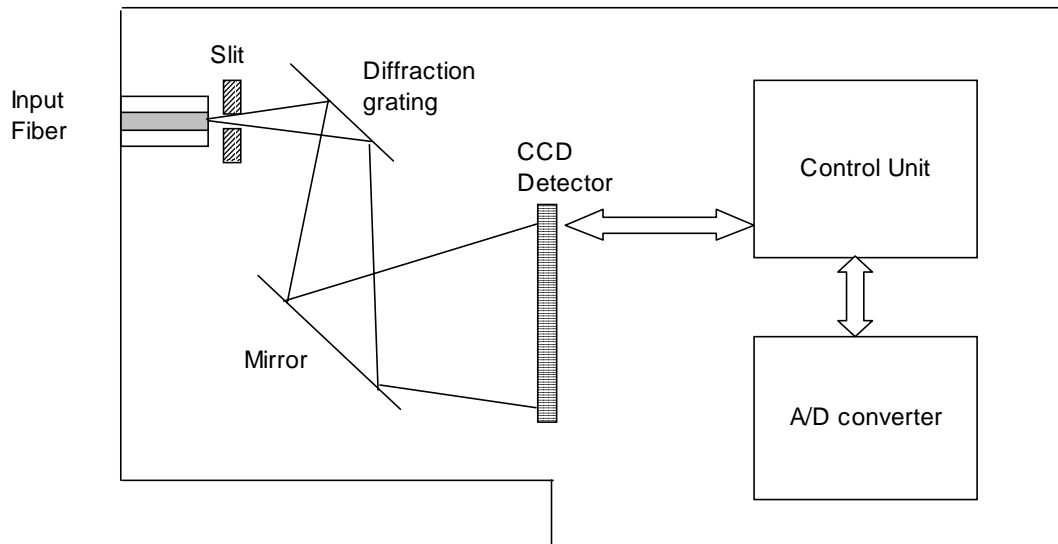 Slit
Diffraction
grating
Input
Fiber
CCD
Detector
Control Unit
Mirror
A/D converter